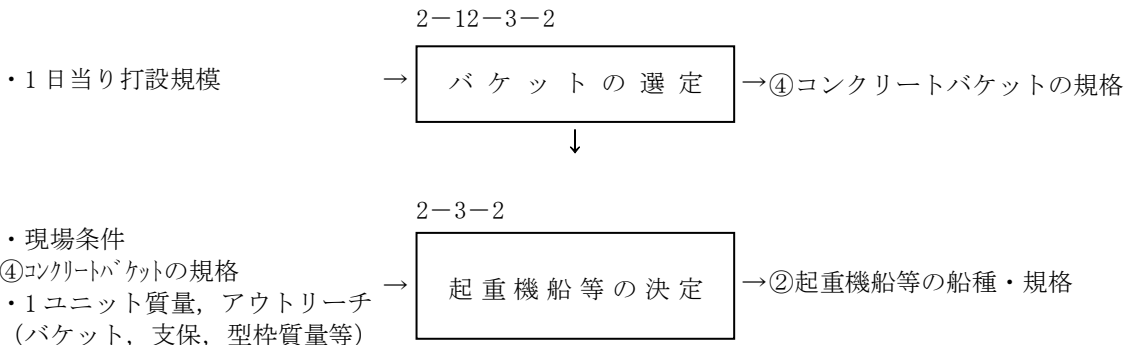 2－12－3－2
・1日当り打設規模 → バケットの選定 →④コンクリートバケットの規格
↓
2－3－2
・現場条件
④ｺﾝｸﾘｰﾄﾊﾞｹｯﾄの規格
・1ユニット質量，アウトリーチ
（バケット，支保，型枠質量等）
→ 起重機船等の決定 →②起重機船等の船種・規格